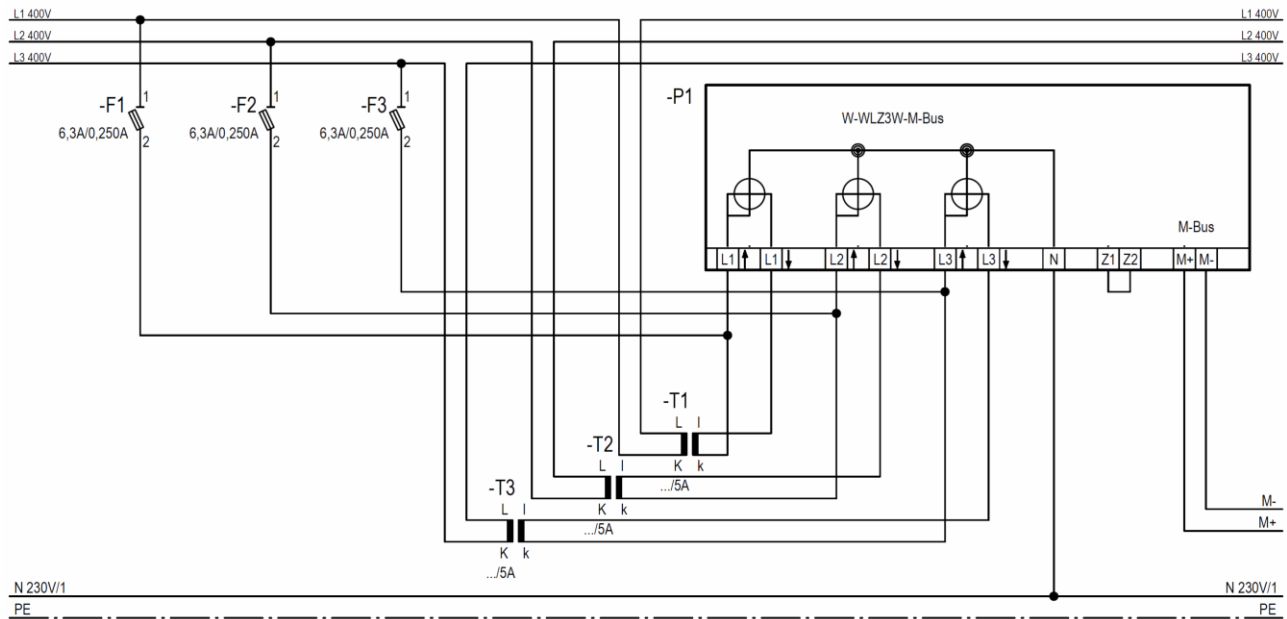 L1 400V
L1 400V
L2 400V
L2 400V
L3 400V
L3 400V
-P1
-F1
1
-F2
1
-F3
1
6,3A/0,250A
2
6,3A/0,250A
2
6,3A/0,250A
2
W-WLZ3W-M-Bus
M-Bus
L1 L1 L2 L2 L3 L3 N Z1 Z2 M+ M-
-T1
L l
K k
.../5A
-T2
L l
K k
.../5A
-T3
L l
K k
.../5A
M-
M+
N 230V/1
N 230V/1
PE
PE